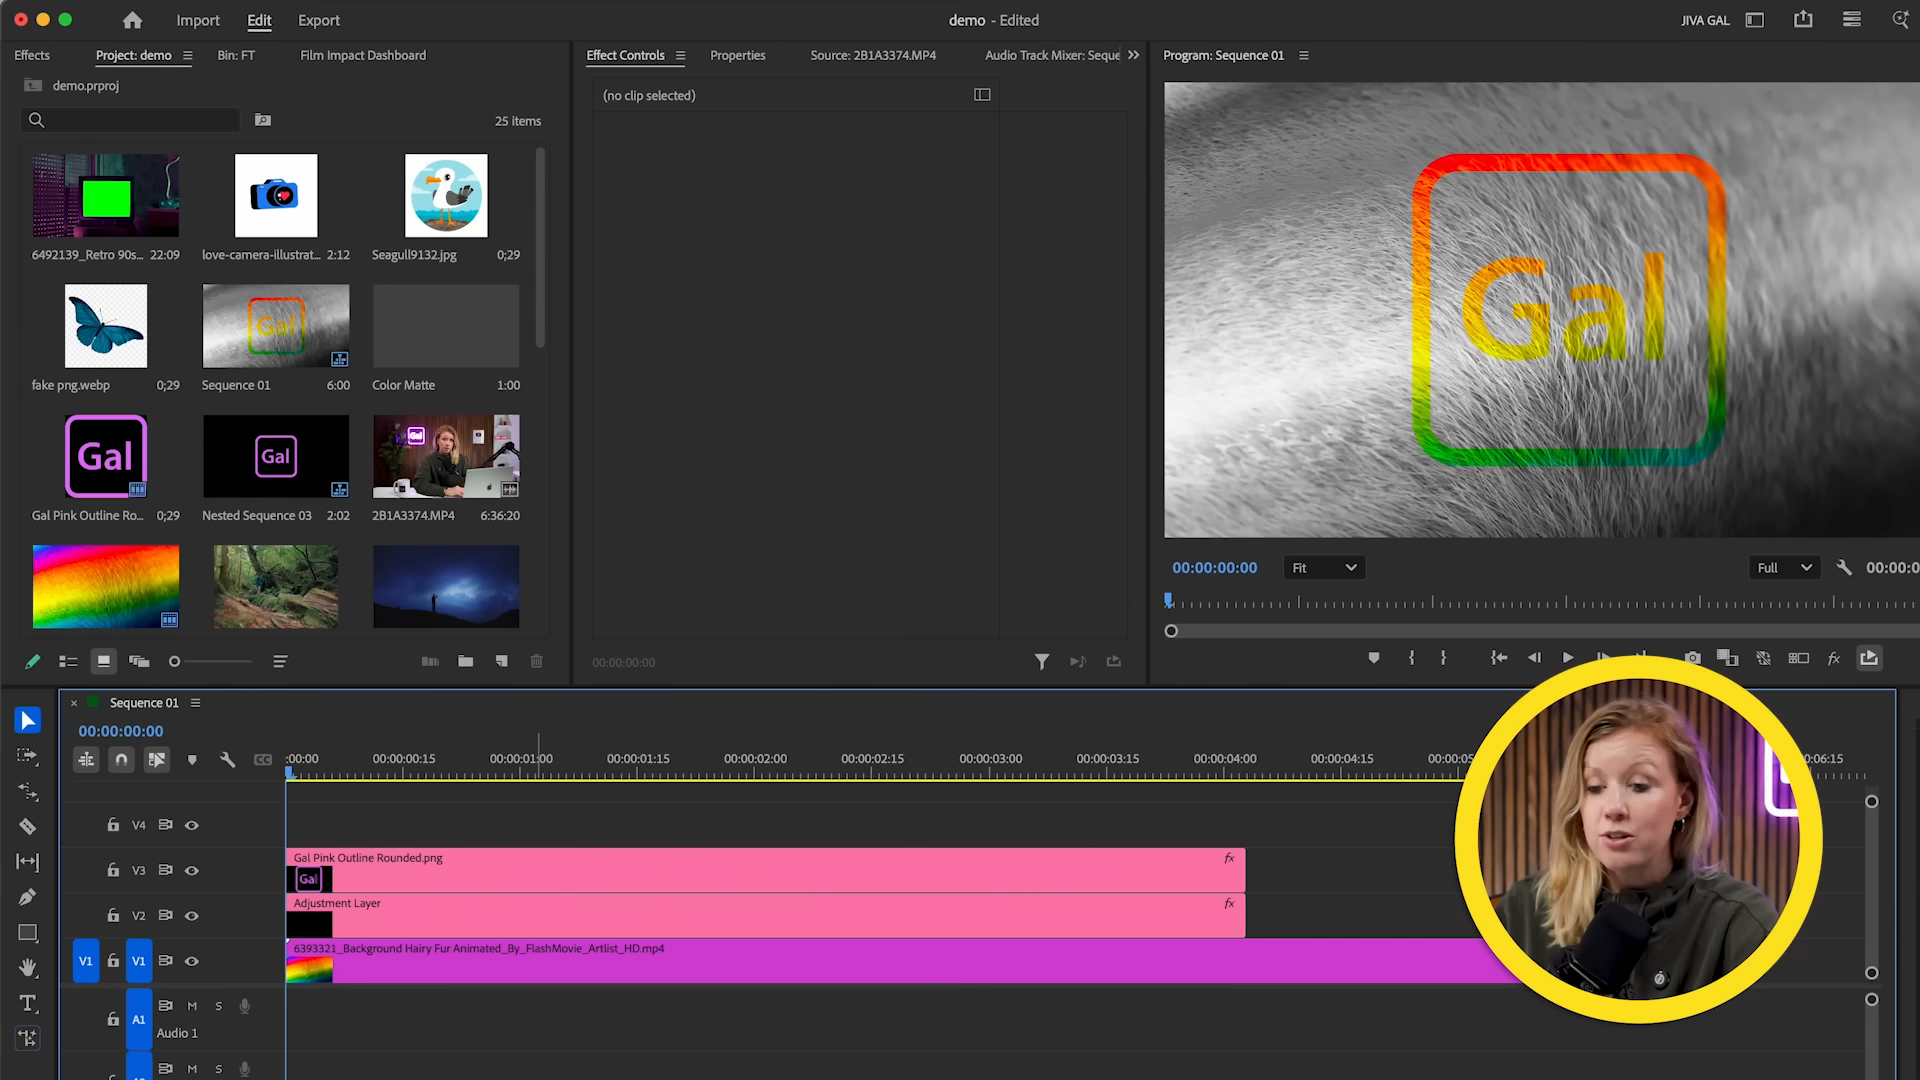 Import
Edit
Export
demo - Edited
JIVA GAL
Effects
Project: demo
Bin: FT
Film Impact Dashboard
Effect Controls
Properties
Source: 2B1A3374.MP4
Audio Track Mixer: Seque
Program: Sequence 01
demo.prproj
(no clip selected)
25 items
6492139_Retro 90s... 22:09
love-camera-illustrat... 2:12
Seagull9132.jpg 0;29
Gal
fake png.webp 0;29
Gal
Sequence 01 6:00
Color Matte 1:00
Gal
Gal Pink Outline Ro... 0;29
Gal
Nested Sequence 03 2:02
Gal
2B1A3374.MP4 6:36:20
00:00:00:00
00:00:00:00
Fit
Full
00:00:0
fx
Sequence 01
00:00:00:00
CC
:00:00
00:00:00:15
00:00:01:00
00:00:01:15
00:00:02:00
00:00:02:15
00:00:03:00
00:00:03:15
00:00:04:00
00:00:04:15
00:00:05
:06:15
V4
V3
Gal Pink Outline Rounded.png
fx
Gal
V2
Adjustment Layer
fx
V1
V1
6393321_Background Hairy Fur Animated_By_FlashMovie_Artlist_HD.mp4
A1
M
S
Audio 1
M
S